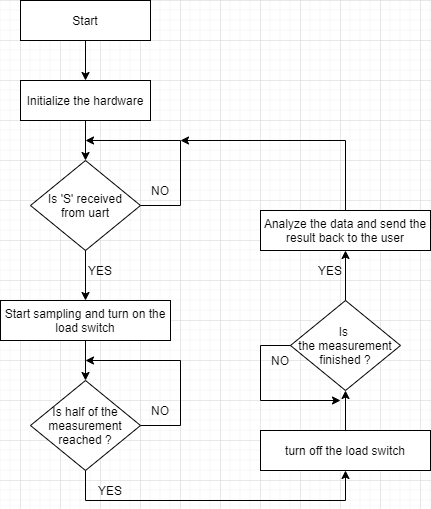 Start
Initialize the hardware
Is 'S' received
from uart
NO
YES
Start sampling and turn on the
load switch
Is half of the
measurement
reached ?
NO
YES
turn off the load switch
Is
the measurement
finished ?
NO
YES
Analyze the data and send the
result back to the user